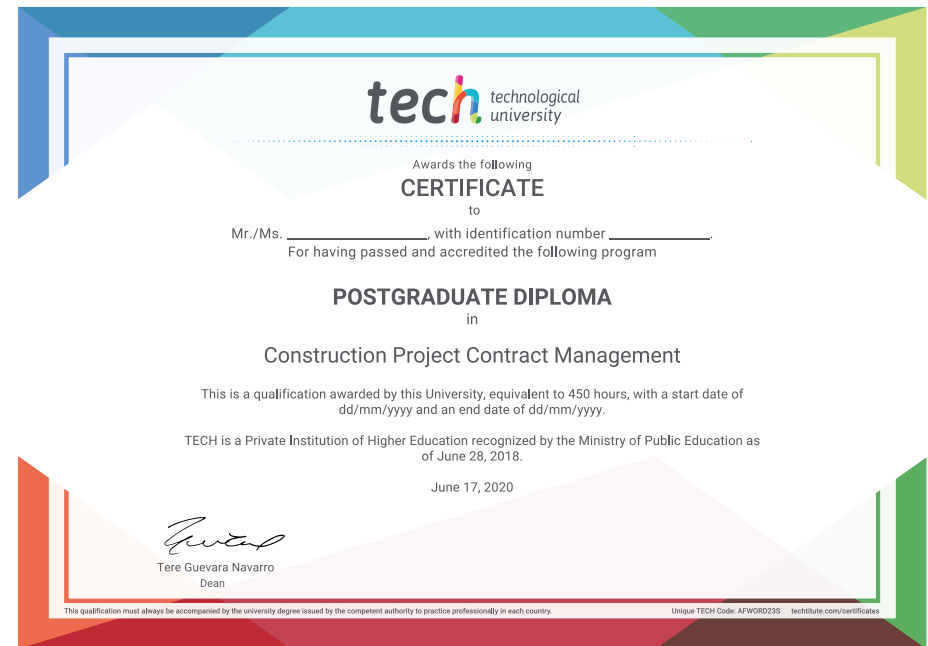 tech technological
university
Awards the following
CERTIFICATE
to
Mr./Ms. ____________________, with identification number ______________.
For having passed and accredited the following program
POSTGRADUATE DIPLOMA
in
Construction Project Contract Management
This is a qualification awarded by this University, equivalent to 450 hours, with a start date of
dd/mm/yyyy and an end date of dd/mm/yyyy.
TECH is a Private Institution of Higher Education recognized by the Ministry of Public Education as
of June 28, 2018.
June 17, 2020
Tere Guevara Navarro
Dean
This qualification must always be accompanied by the university degree issued by the competent authority to practice professionally in each country. Unique TECH Code: AFWORD23S techtitute.com/certificates